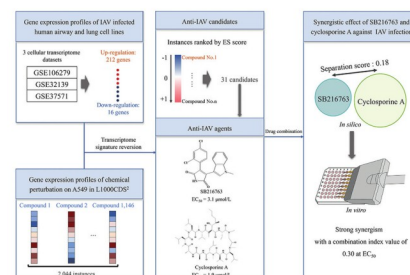 Gene expression profiles of IAV infected
human airway and lung cell lines
3 cellular transcriptome
datasets
GSE106279
GSE32139
GSE37571
Up-regulation:
212 genes
Down-regulation:
16 genes
Transcriptome
signature reversion
Gene expression profiles of chemical
perturbation on A549 in L1000CDS²
Compound 1 Compound 2 ... Compound 1,146
...
2,044 instances
Anti-IAV candidates
Instances ranked by ES score
-1
0
+1
Compound No.1
...
Compound No.n
31 candidates
Anti-IAV agents
SB216763
EC₅₀ = 3.1 μmol/L
Cyclosporine A
Drug combination
Synergistic effect of SB216763 and
cyclosporine A against IAV infection
Separation score : 0.18
SB216763
Cyclosporine A
In silico
In vitro
Strong synergism
with a combination index value of
0.30 at EC₅₀